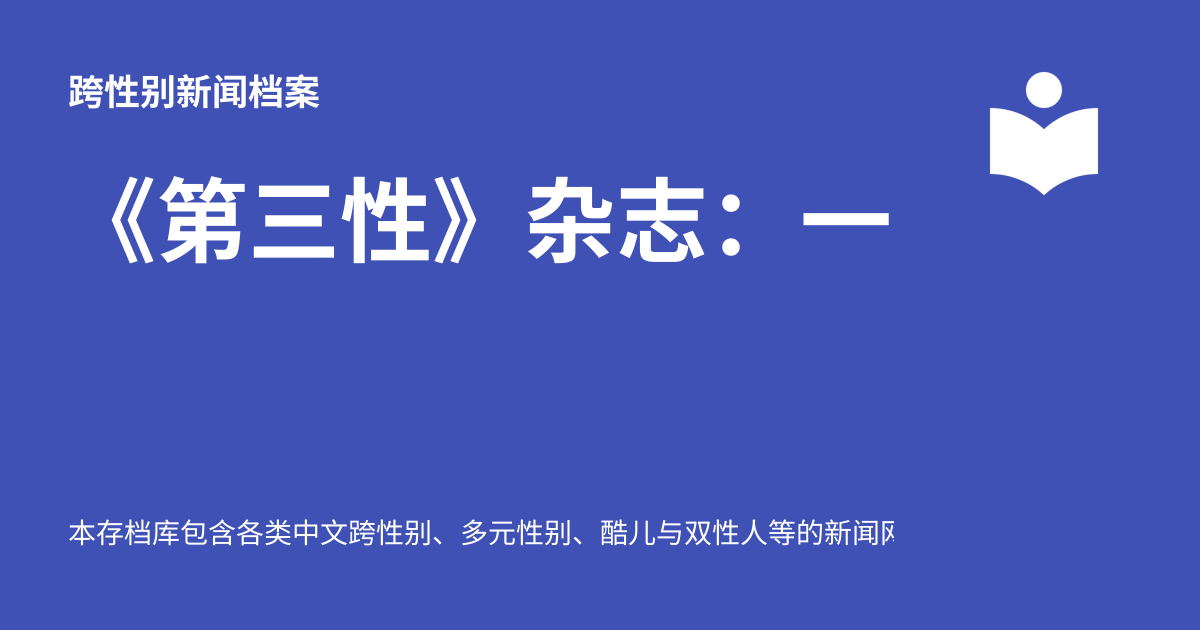 跨性别新闻档案
《第三性》杂志：一
本存档库包含各类中文跨性别、多元性别、酷儿与双性人等的新闻网